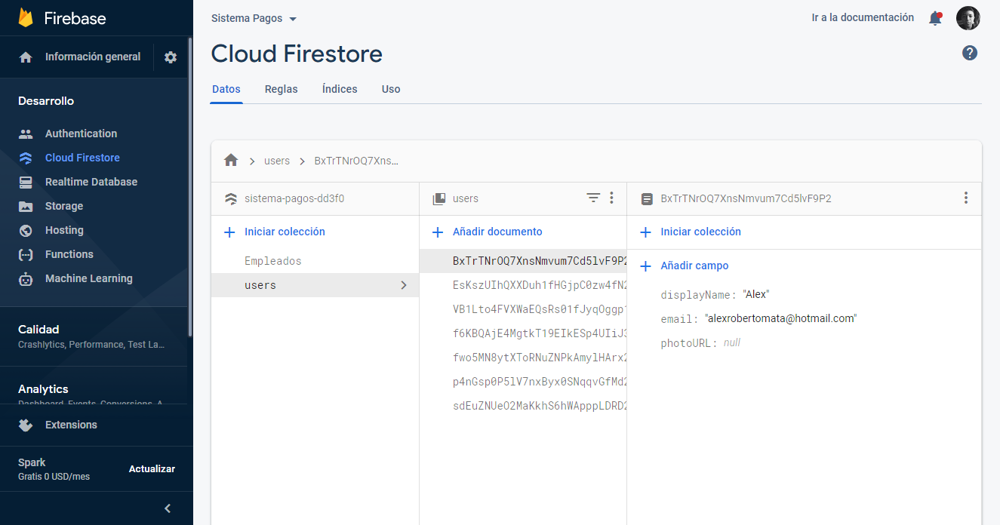 Firebase
Información general
Desarrollo
Authentication
Cloud Firestore
Realtime Database
Storage
Hosting
Functions
Machine Learning
Calidad
Crashlytics, Performance, Test La...
Analytics
Dashboard, Events, Conversions, A
Extensions
Spark
Gratis 0 USD/mes
Actualizar
Sistema Pagos
Ir a la documentación
Cloud Firestore
Datos Reglas Índices Uso
users BxTrTNrOQ7Xns...
sistema-pagos-dd3f0
Iniciar colección
Empleados
users
users
Añadir documento
BxTrTNrOQ7XnsNmvum7Cd5lvF9P2
EsKszUIhQXXDuh1fHGjpC0zw4fN2
VB1Lto4FVXWaEQsRs01fJyqOggp1
f6KBQAjE4MgtkT19EIkESp4UIiJ3
fwo5MN8ytXToRNuZNPkAmylHArx2
p4nGsp0P5lV7nxByx0SNqqvGfMd2
sdEuZNUeO2MaKkhS6hWApppLDRD2
BxTrTNrOQ7XnsNmvum7Cd5lvF9P2
Iniciar colección
Añadir campo
displayName: "Alex"
email: "alexrobertomata@hotmail.com"
photoURL: null